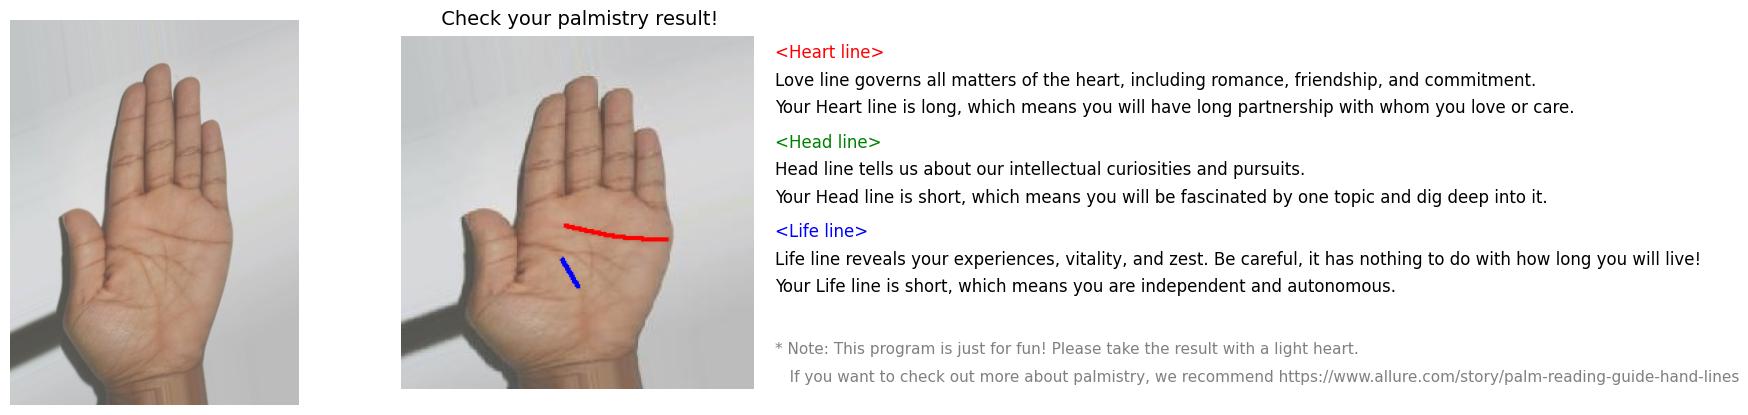 Check your palmistry result!
<Heart line>
Love line governs all matters of the heart, including romance, friendship, and commitment.
Your Heart line is long, which means you will have long partnership with whom you love or care.
<Head line>
Head line tells us about our intellectual curiosities and pursuits.
Your Head line is short, which means you will be fascinated by one topic and dig deep into it.
<Life line>
Life line reveals your experiences, vitality, and zest. Be careful, it has nothing to do with how long you will live!
Your Life line is short, which means you are independent and autonomous.
* Note: This program is just for fun! Please take the result with a light heart.
If you want to check out more about palmistry, we recommend https://www.allure.com/story/palm-reading-guide-hand-lines